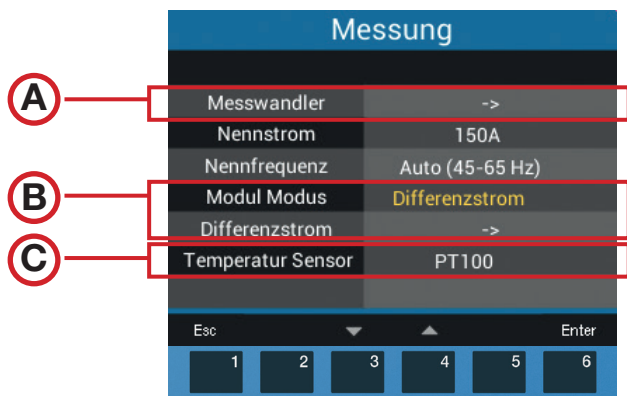 Messung
A
Messwandler ->
Nennstrom 150A
Nennfrequenz Auto (45-65 Hz)
B
Modul Modus Differenzstrom
Differenzstrom ->
C
Temperatur Sensor PT100
Esc Enter
1 2 3 4 5 6